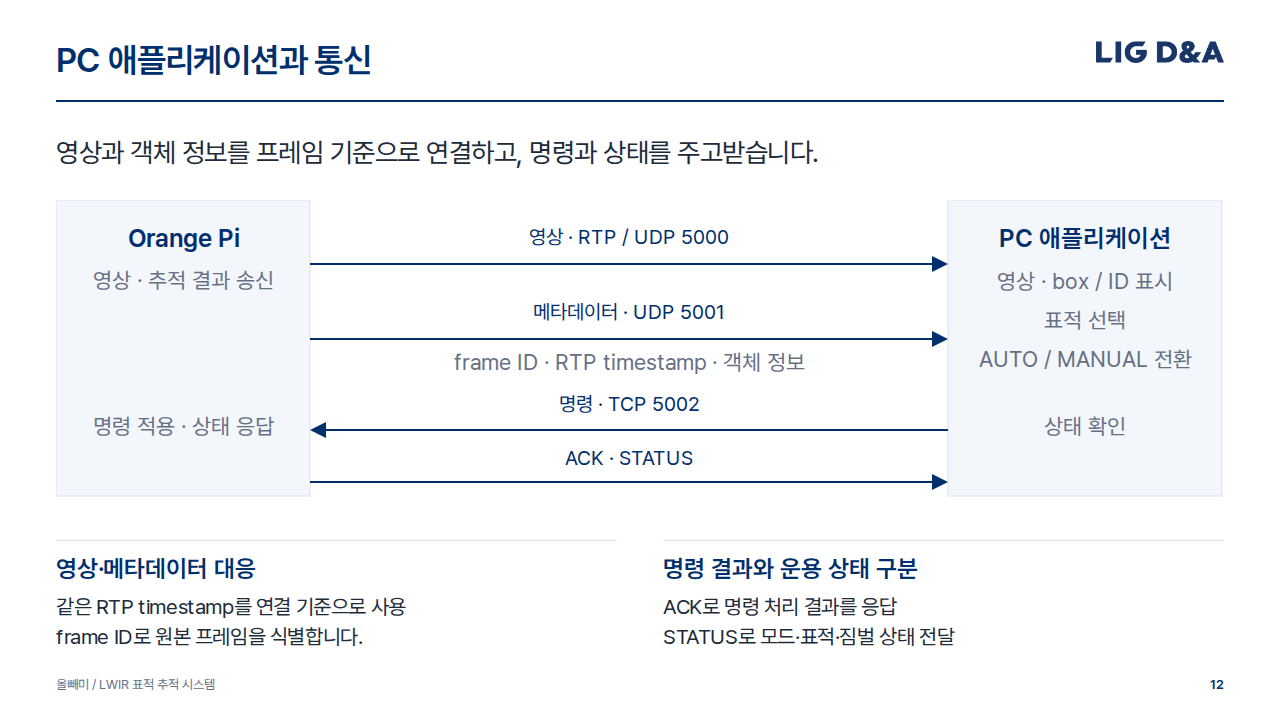 PC 애플리케이션과 통신
LIG D&A
영상과 객체 정보를 프레임 기준으로 연결하고, 명령과 상태를 주고받습니다.
Orange Pi
영상 · 추적 결과 송신
명령 적용 · 상태 응답
영상 · RTP / UDP 5000
메타데이터 · UDP 5001
frame ID · RTP timestamp · 객체 정보
명령 · TCP 5002
ACK · STATUS
PC 애플리케이션
영상 · box / ID 표시
표적 선택
AUTO / MANUAL 전환
상태 확인
영상·메타데이터 대응
같은 RTP timestamp를 연결 기준으로 사용
frame ID로 원본 프레임을 식별합니다.
명령 결과와 운용 상태 구분
ACK로 명령 처리 결과를 응답
STATUS로 모드·표적·짐벌 상태 전달
올빼미 / LWIR 표적 추적 시스템
12